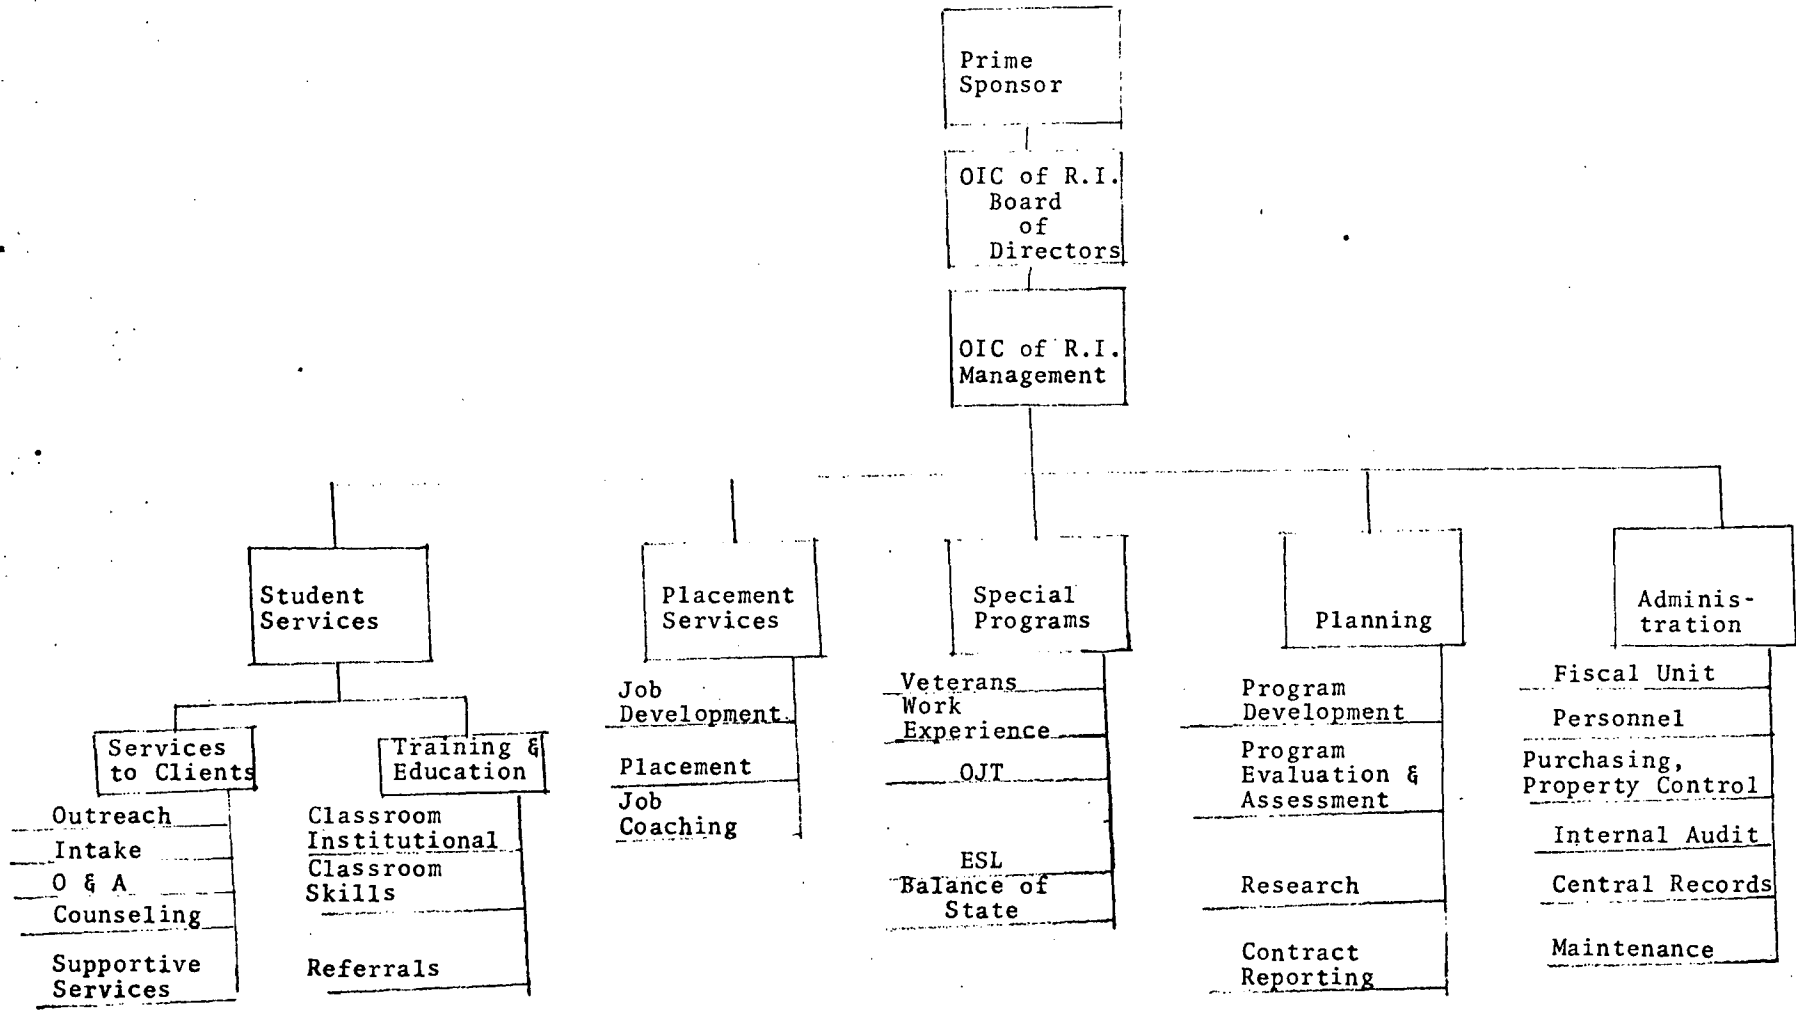 Prime
Sponsor
OIC of R.I.
Board
of
Directors
OIC of R.I.
Management
Student
Services
Placement
Services
Special
Programs
Planning
Adminis-
tration
Services
to Clients
Outreach
Intake
O & A
Counseling
Supportive
Services
Training &
Education
Classroom
Institutional
Classroom
Skills
Referrals
Job
Development
Placement
Job
Coaching
Veterans
Work
Experience
OJT
ESL
Balance of
State
Program
Development
Program
Evaluation &
Assessment
Research
Contract
Reporting
Fiscal Unit
Personnel
Purchasing,
Property Control
Internal Audit
Central Records
Maintenance